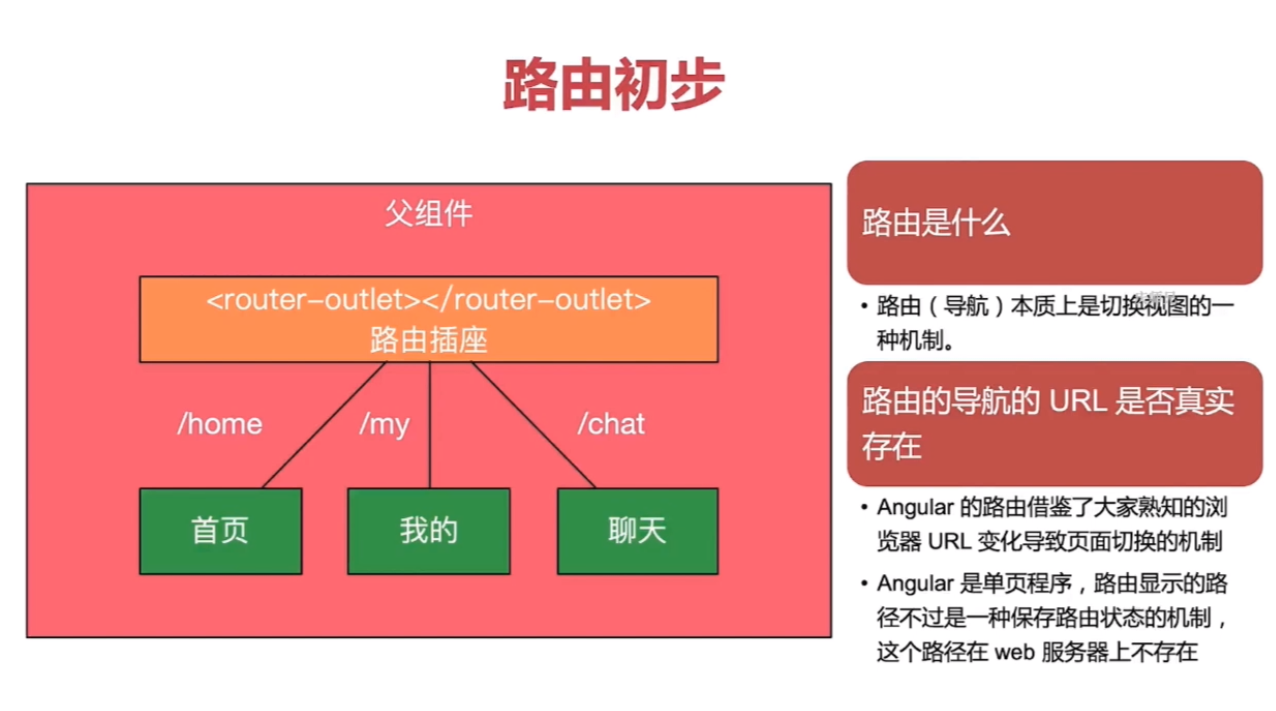 路由初步
父组件
<router-outlet></router-outlet>
路由插座
/home
/my
/chat
首页
我的
聊天
路由是什么
• 路由（导航）本质上是切换视图的一
种机制。
路由的导航的 URL 是否真实
存在
• Angular 的路由借鉴了大家熟知的浏
览器 URL 变化导致页面切换的机制
• Angular 是单页程序，路由显示的路
径不过是一种保存路由状态的机制，
这个路径在 web 服务器上不存在